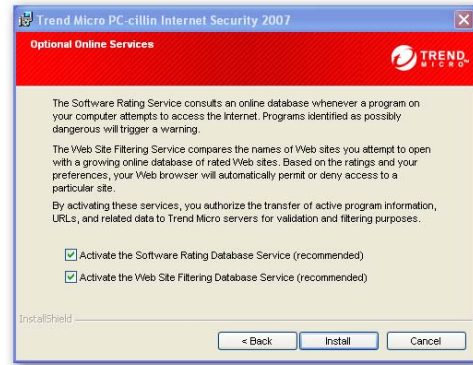 Trend Micro PC-cillin Internet Security 2007
Optional Online Services
TREND
MICRO
The Software Rating Service consults an online database whenever a program on
your computer attempts to access the Internet. Programs identified as possibly
dangerous will trigger a warning.
The Web Site Filtering Service compares the names of Web sites you attempt to open
with a growing online database of rated Web sites. Based on the ratings and your
preferences, your Web browser will automatically permit or deny access to a
particular site.
By activating these services, you authorize the transfer of active program information,
URLs, and related data to Trend Micro servers for validation and filtering purposes.
Activate the Software Rating Database Service (recommended)
Activate the Web Site Filtering Database Service (recommended)
InstallShield
< Back Install Cancel